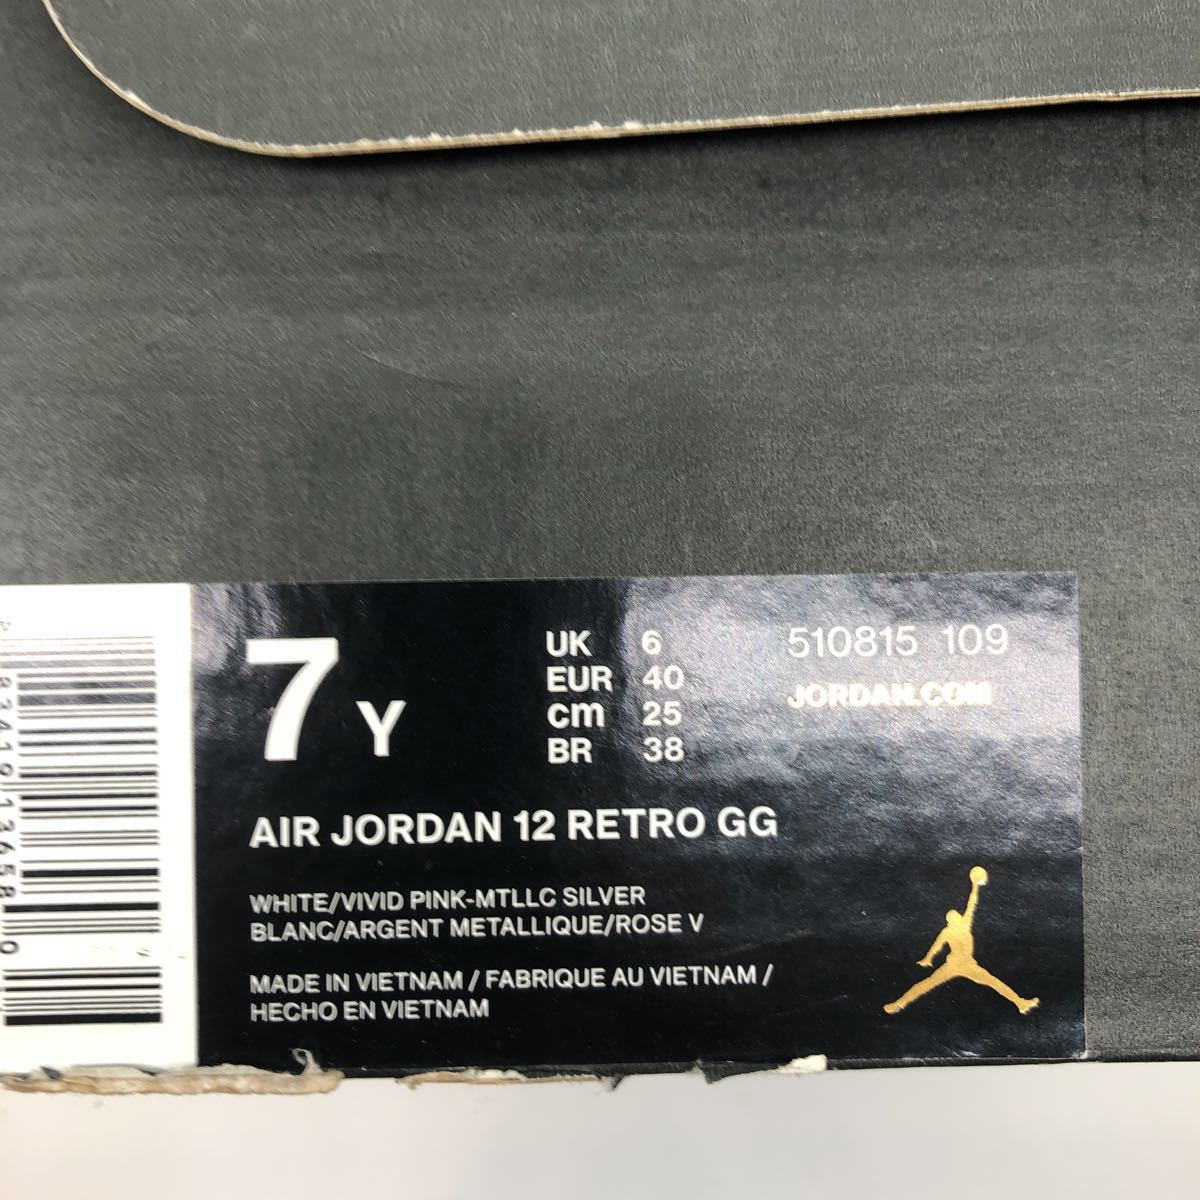 7 Y
UK 6
EUR 40
cm 25
BR 38
510815 109
JORDAN.COM
AIR JORDAN 12 RETRO GG
WHITE/VIVID PINK-MTLLC SILVER
BLANC/ARGENT METALLIQUE/ROSE V
MADE IN VIETNAM / FABRIQUE AU VIETNAM /
HECHO EN VIETNAM